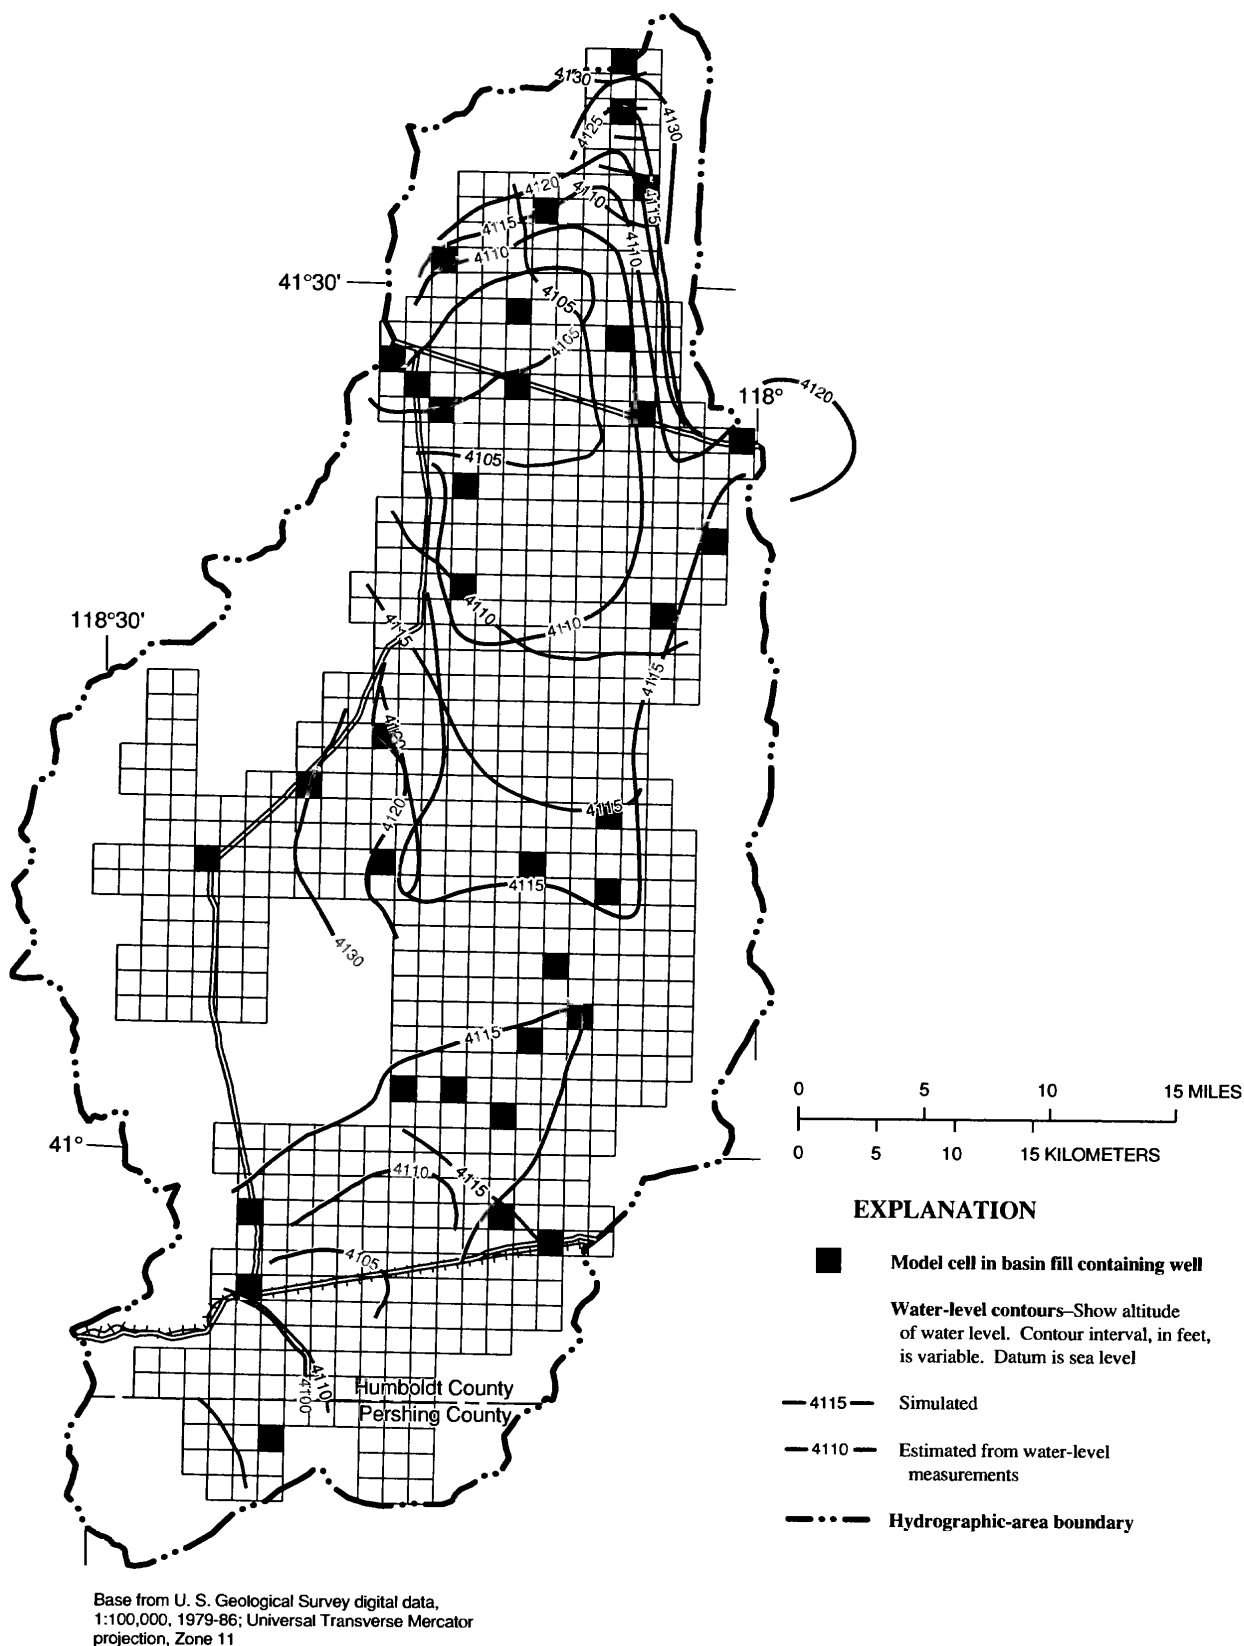 4130
4125
4130
4120
4110
4115
4115
4110
4110
41°30'
4105
4105
118°
4120
4105
118°30'
4110
4110
4115
4115
4115
4120
4115
4130
4115
0 5 10 15 MILES
0 5 10 15 KILOMETERS
41°
4110
4115
4105
4110
4100
Humboldt County
Pershing County
EXPLANATION
Model cell in basin fill containing well
Water-level contours–Show altitude
of water level. Contour interval, in feet,
is variable. Datum is sea level
4115 Simulated
4110 Estimated from water-level
measurements
Hydrographic-area boundary
Base from U. S. Geological Survey digital data,
1:100,000, 1979-86; Universal Transverse Mercator
projection, Zone 11